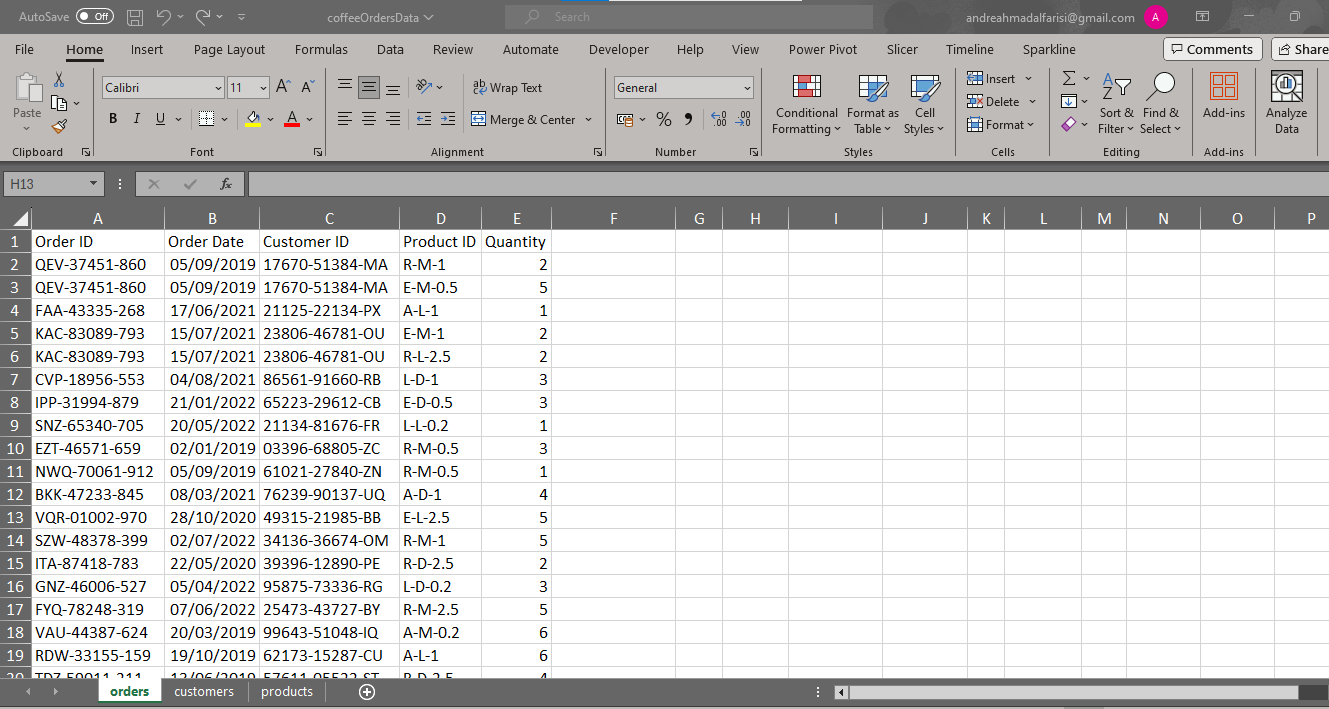 AutoSave Off coffeeOrdersData Search andreahmadalfarisi@gmail.com A
File Home Insert Page Layout Formulas Data Review Automate Developer Help View Power Pivot Slicer Timeline Sparkline Comments Share
Paste
Calibri 11 A A
B I U A
ab Wrap Text
Merge & Center
General
% 9
Conditional Formatting
Format as Table
Cell Styles
Insert
Delete
Format
Sort & Filter
Find & Select
Add-ins
Analyze Data
Clipboard Font Alignment Number Styles Cells Editing Add-ins
H13 fx
A B C D E F G H I J K L M N O P
1 Order ID Order Date Customer ID Product ID Quantity
2 QEV-37451-860 05/09/2019 17670-51384-MA R-M-1 2
3 QEV-37451-860 05/09/2019 17670-51384-MA E-M-0.5 5
4 FAA-43335-268 17/06/2021 21125-22134-PX A-L-1 1
5 KAC-83089-793 15/07/2021 23806-46781-OU E-M-1 2
6 KAC-83089-793 15/07/2021 23806-46781-OU R-L-2.5 2
7 CVP-18956-553 04/08/2021 86561-91660-RB L-D-1 3
8 IPP-31994-879 21/01/2022 65223-29612-CB E-D-0.5 3
9 SNZ-65340-705 20/05/2022 21134-81676-FR L-L-0.2 1
10 EZT-46571-659 02/01/2019 03396-68805-ZC R-M-0.5 3
11 NWQ-70061-912 05/09/2019 61021-27840-ZN R-M-0.5 1
12 BKK-47233-845 08/03/2021 76239-90137-UQ A-D-1 4
13 VQR-01002-970 28/10/2020 49315-21985-BB E-L-2.5 5
14 SZW-48378-399 02/07/2022 34136-36674-OM R-M-1 5
15 ITA-87418-783 22/05/2020 39396-12890-PE R-D-2.5 2
16 GNZ-46006-527 05/04/2022 95875-73336-RG L-D-0.2 3
17 FYQ-78248-319 07/06/2022 25473-43727-BY R-M-2.5 5
18 VAU-44387-624 20/03/2019 99643-51048-IQ A-M-0.2 6
19 RDW-33155-159 19/10/2019 62173-15287-CU A-L-1 6
orders customers products